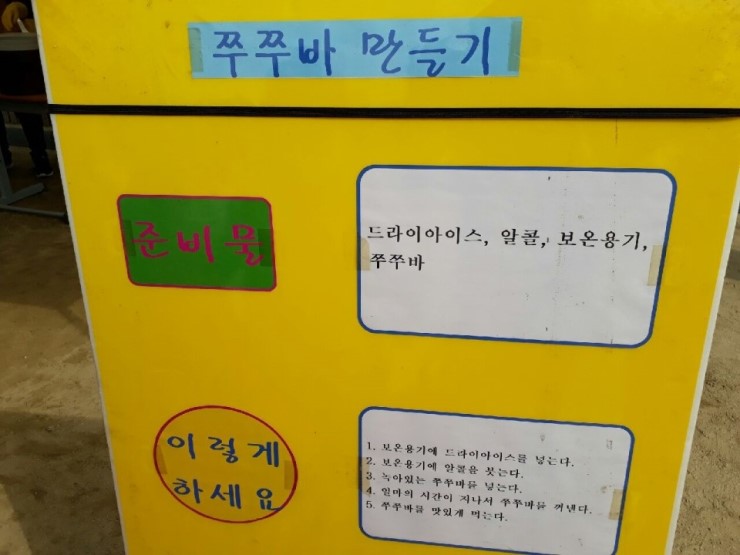 쭈쭈바 만들기
준비물
드라이아이스, 알콜, 보온용기,
쭈쭈바
이렇게
하세요
1. 보온용기에 드라이아이스를 넣는다.
2. 보온용기에 알콜을 붓는다.
3. 녹아있는 쭈쭈바를 넣는다.
4. 얼마의 시간이 지나서 쭈쭈바를 꺼낸다.
5. 쭈쭈바를 맛있게 먹는다.